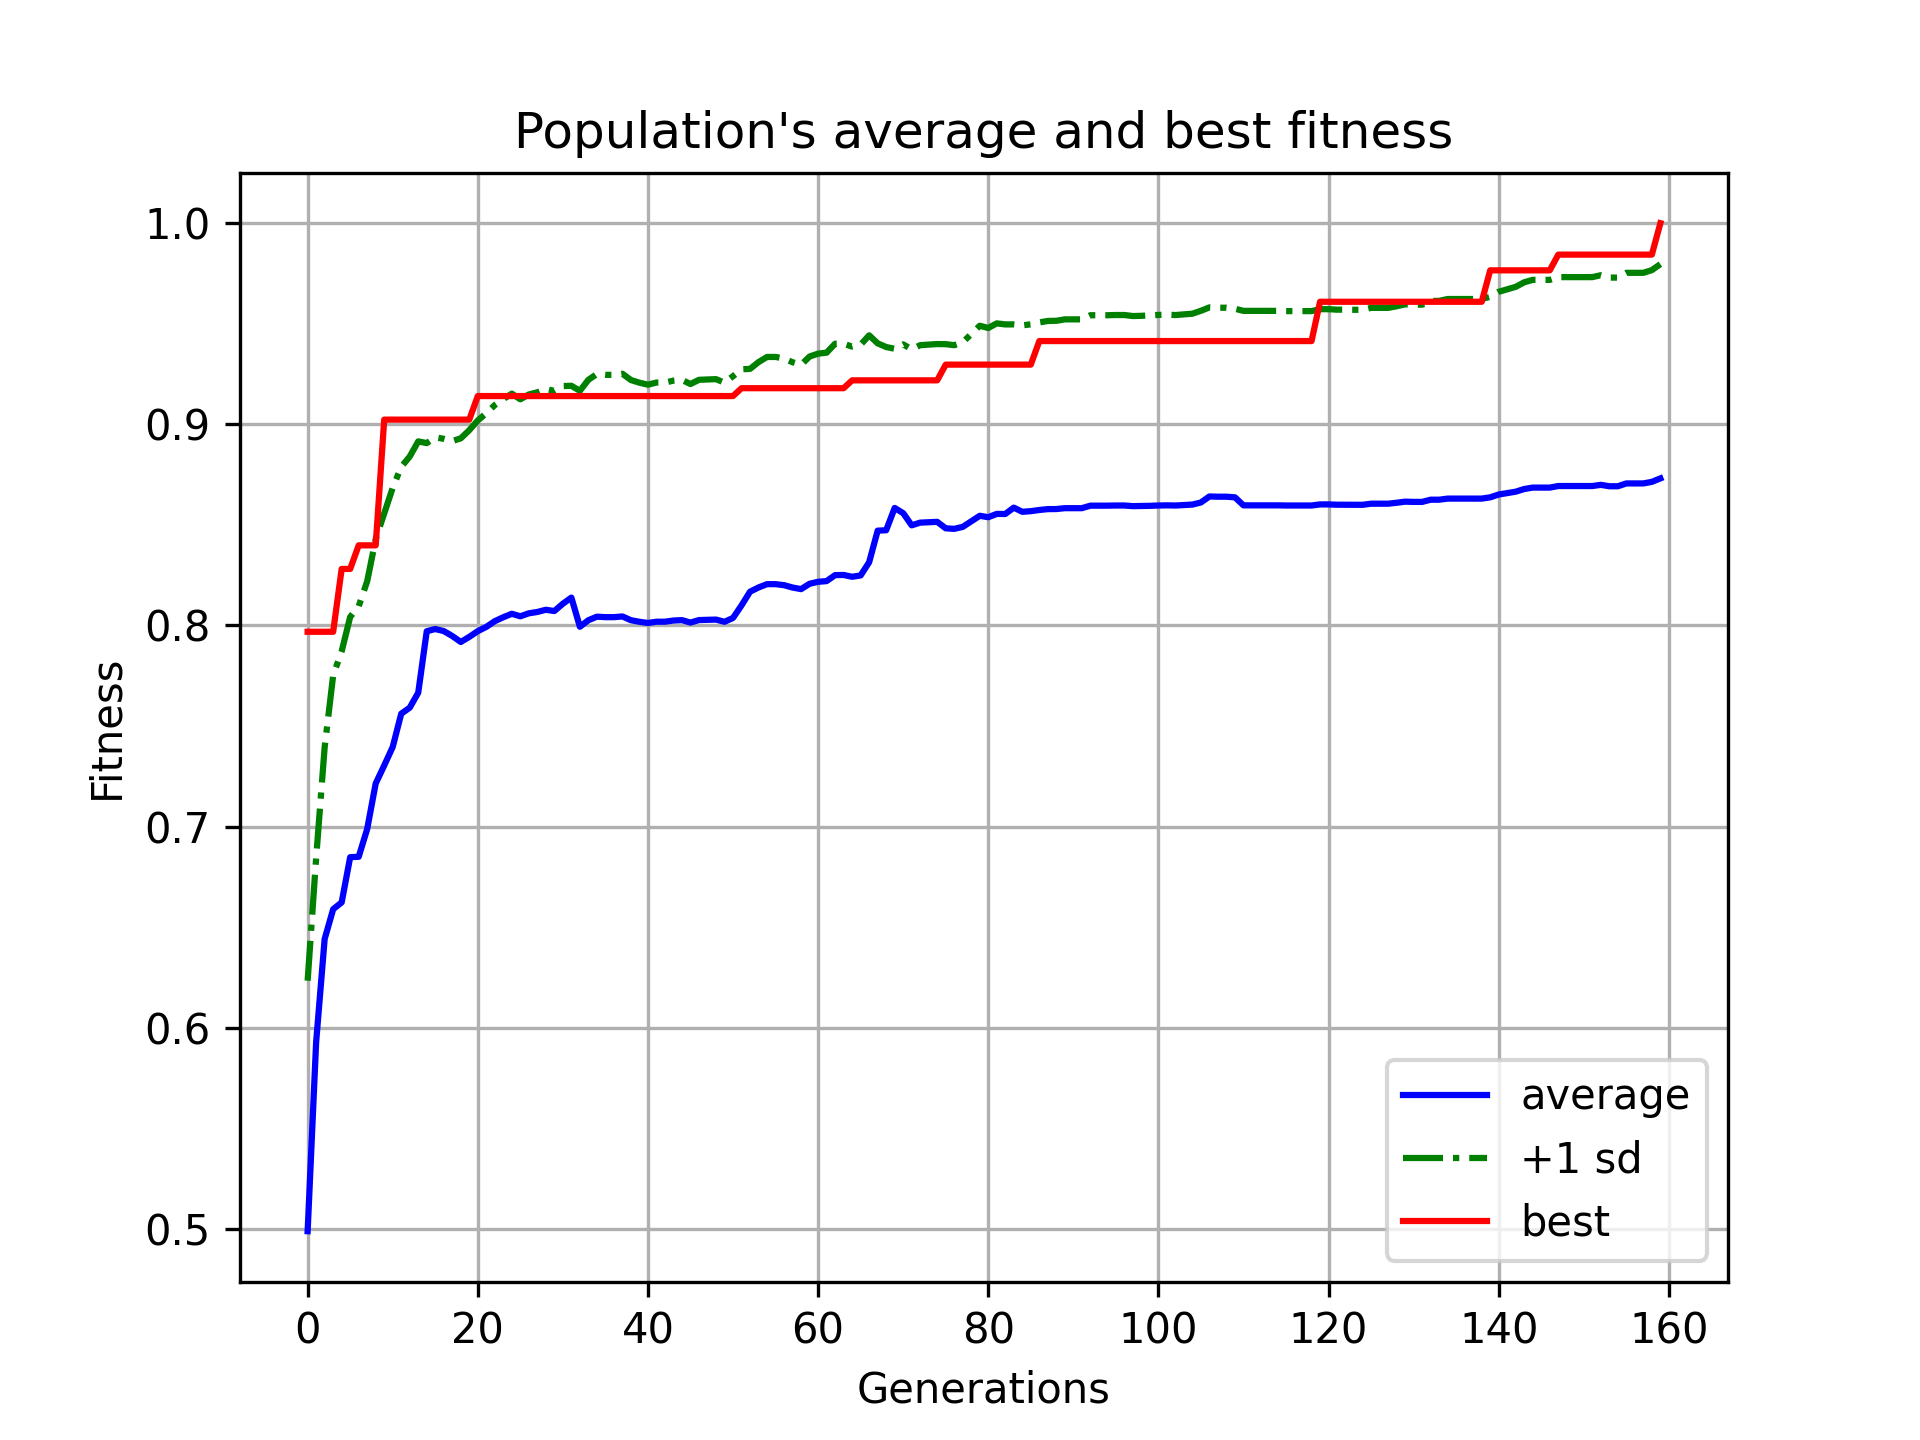 Population's average and best fitness
1.0
0.9
0.8
0.7
0.6
0.5
Fitness
0 20 40 60 80 100 120 140 160
Generations
average
+1 sd
best